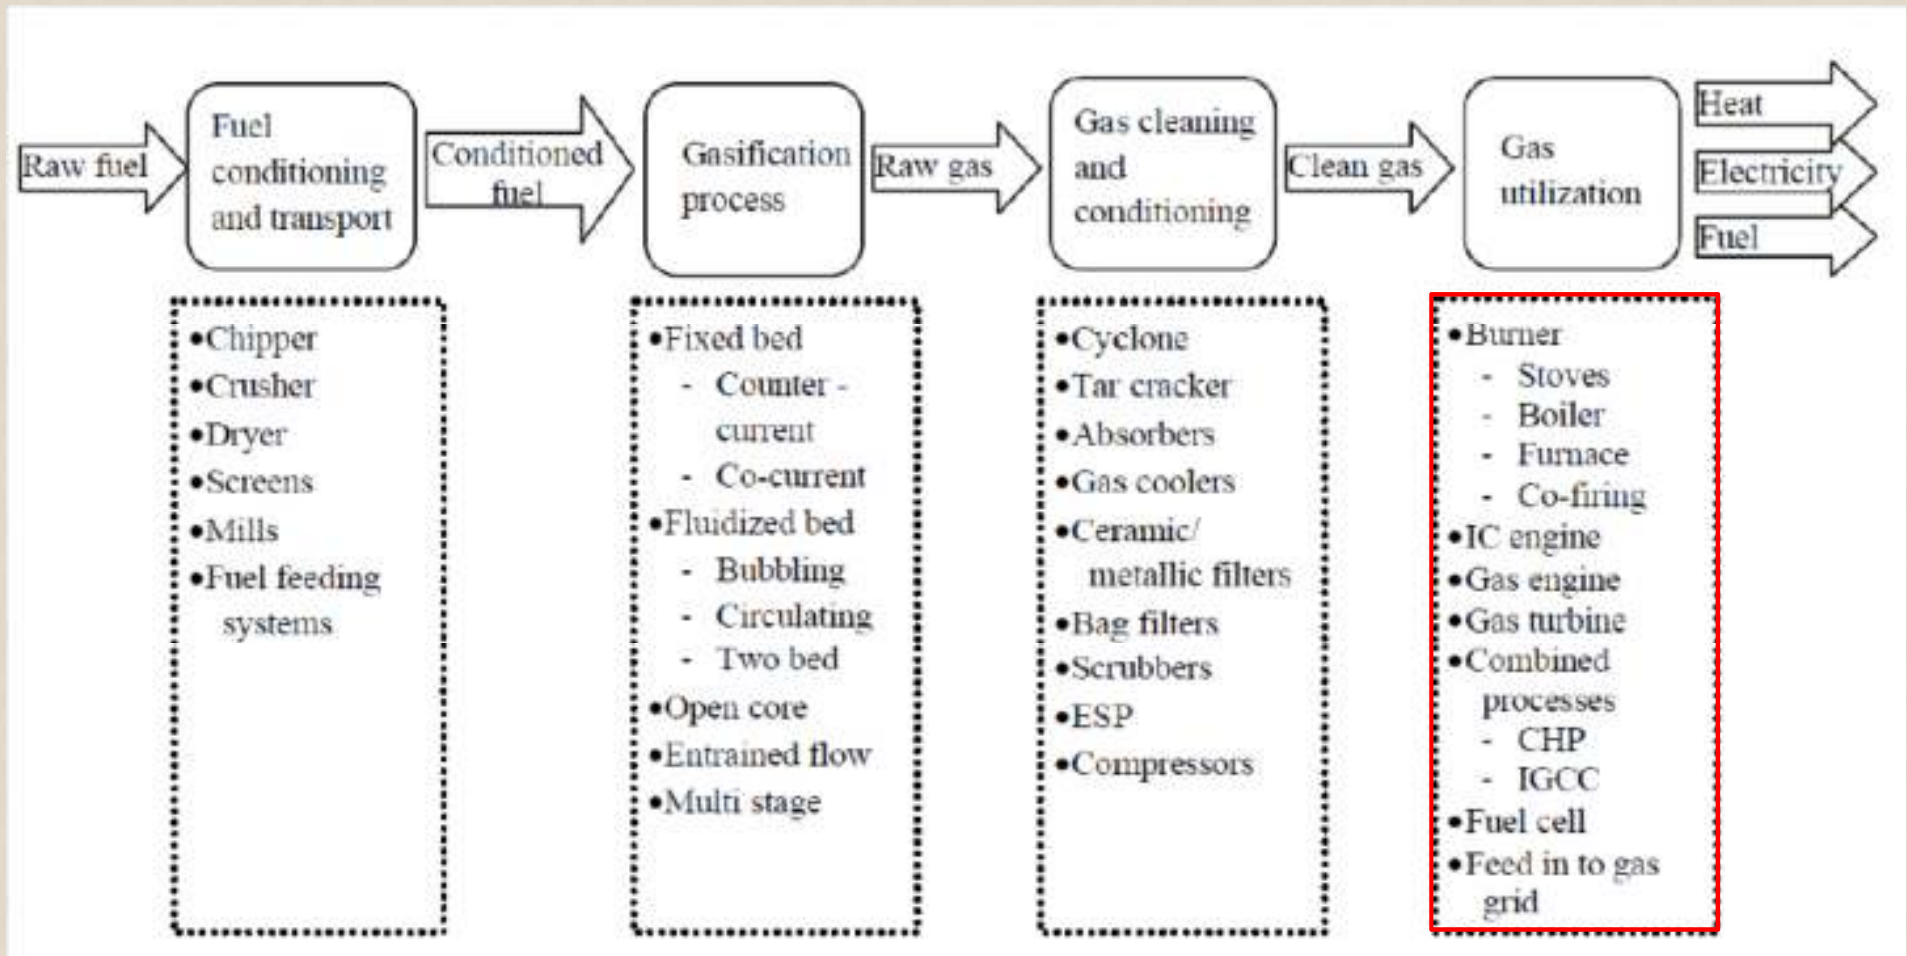 Raw fuel
Fuel
conditioning
and transport
Conditioned
fuel
Gasification
process
Raw gas
Gas cleaning
and
conditioning
Clean gas
Gas
utilization
Heat
Electricity
Fuel
•Chipper
•Crusher
•Dryer
•Screens
•Mills
•Fuel feeding
systems
•Fixed bed
- Counter -
current
- Co-current
•Fluidized bed
- Bubbling
- Circulating
- Two bed
•Open core
•Entrained flow
•Multi stage
•Cyclone
•Tar cracker
•Absorbers
•Gas coolers
•Ceramic/
metallic filters
•Bag filters
•Scrubbers
•ESP
•Compressors
•Burner
- Stoves
- Boiler
- Furnace
- Co-firing
•IC engine
•Gas engine
•Gas turbine
•Combined
processes
- CHP
- IGCC
•Fuel cell
•Feed in to gas
grid